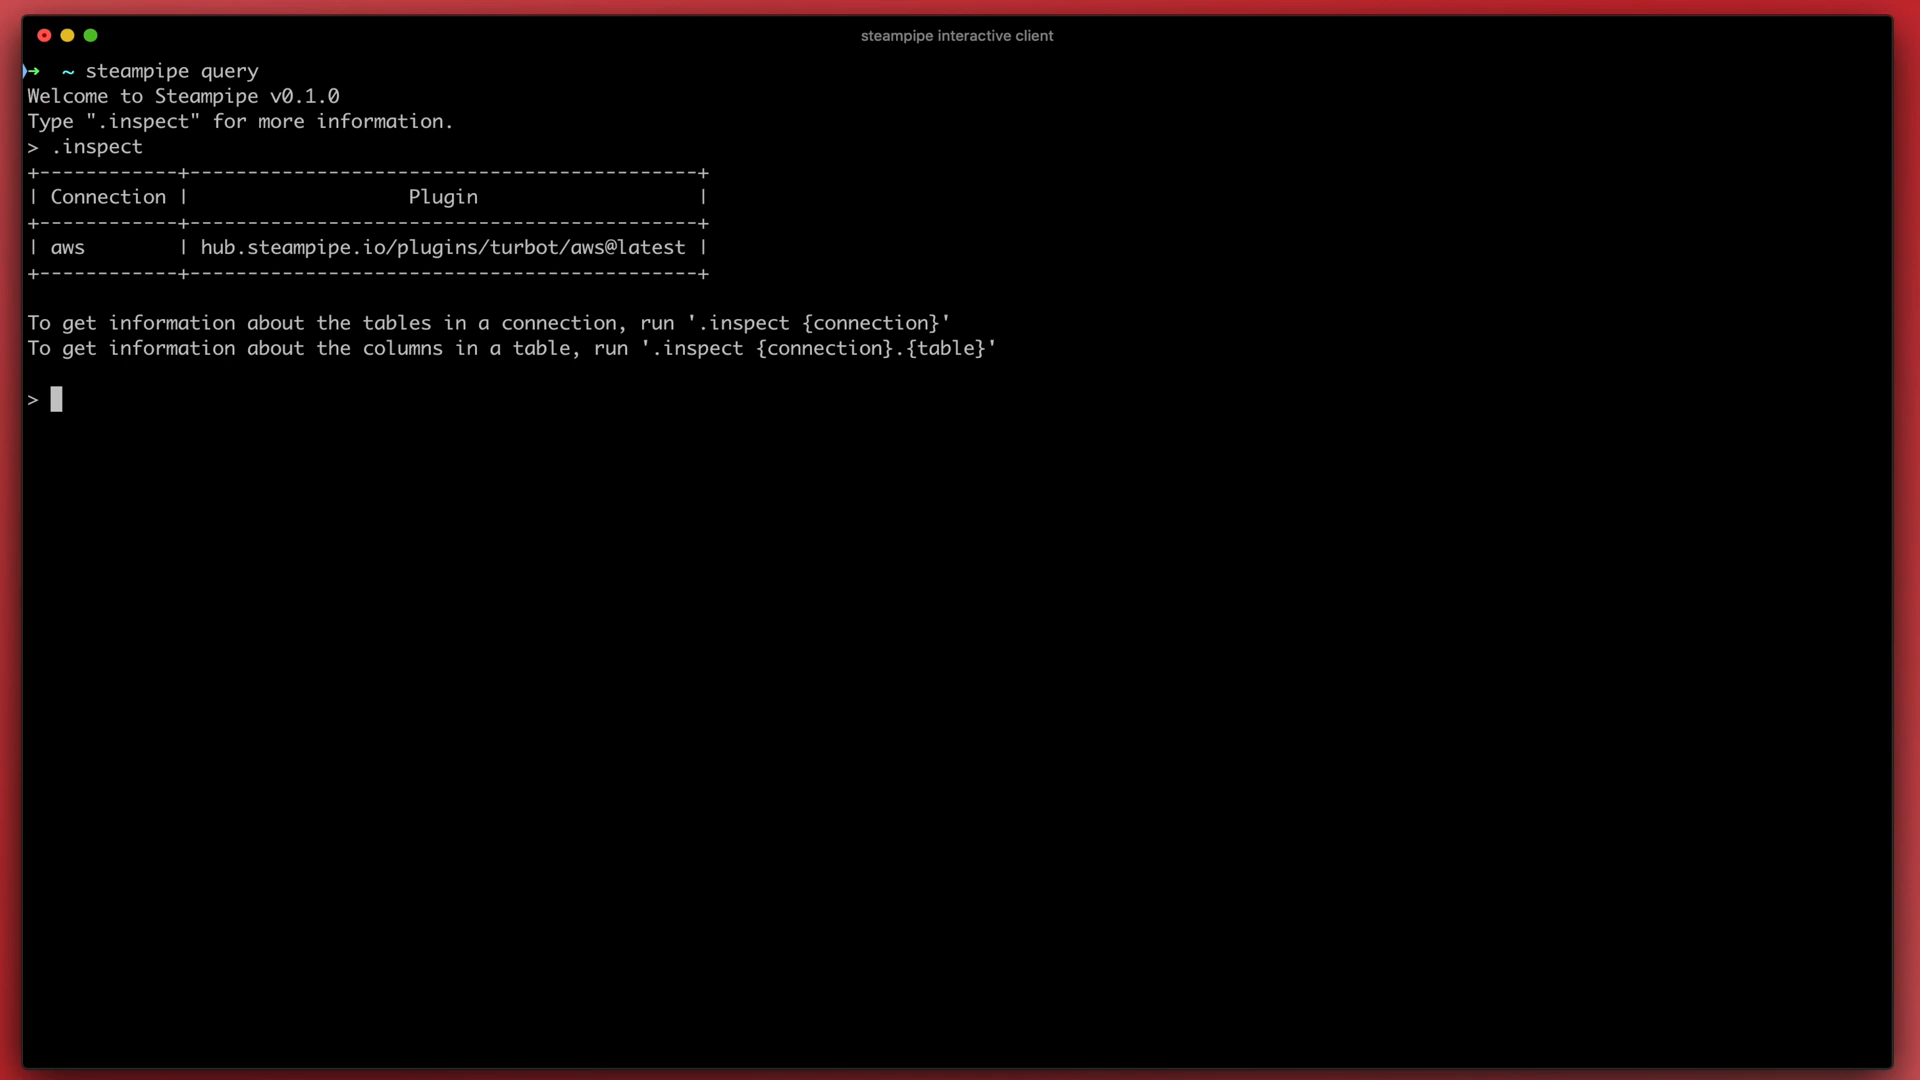 steampipe interactive client
➜ ~ steampipe query
Welcome to Steampipe v0.1.0
Type ".inspect" for more information.
> .inspect
+------------+--------------------------------------------+
| Connection |                   Plugin                   |
+------------+--------------------------------------------+
| aws        | hub.steampipe.io/plugins/turbot/aws@latest |
+------------+--------------------------------------------+
To get information about the tables in a connection, run '.inspect {connection}'
To get information about the columns in a table, run '.inspect {connection}.{table}'
>